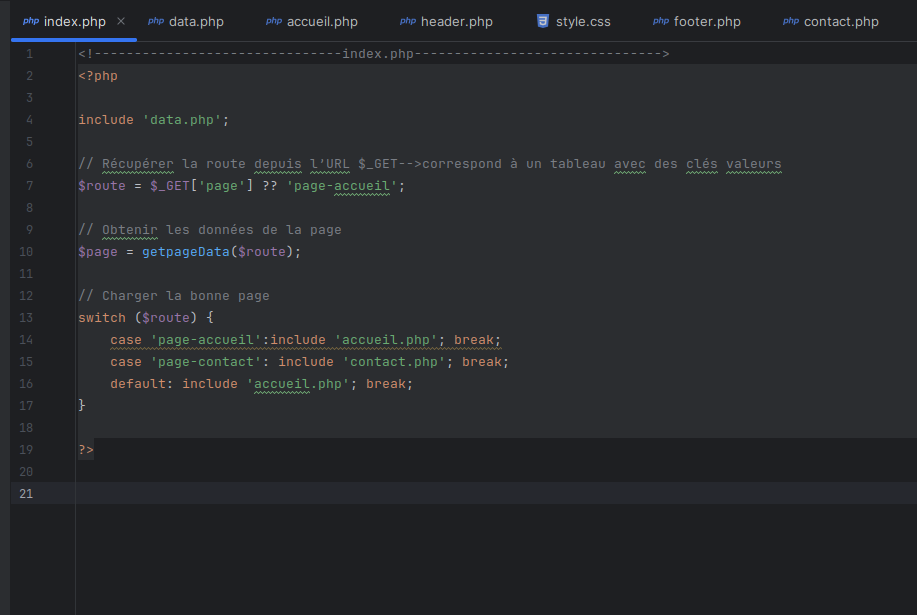 php index.php × php data.php php accueil.php php header.php style.css php footer.php php contact.php
1 <!-------------------------------index.php------------------------------->
2 <?php
3
4 include 'data.php';
5
6 // Récupérer la route depuis l'URL $_GET-->correspond à un tableau avec des clés valeurs
7 $route = $_GET['page'] ?? 'page-accueil';
8
9 // Obtenir les données de la page
10 $page = getpageData($route);
11
12 // Charger la bonne page
13 switch ($route) {
14     case 'page-accueil':include 'accueil.php'; break;
15     case 'page-contact': include 'contact.php'; break;
16     default: include 'accueil.php'; break;
17 }
18
19 ?>
20
21